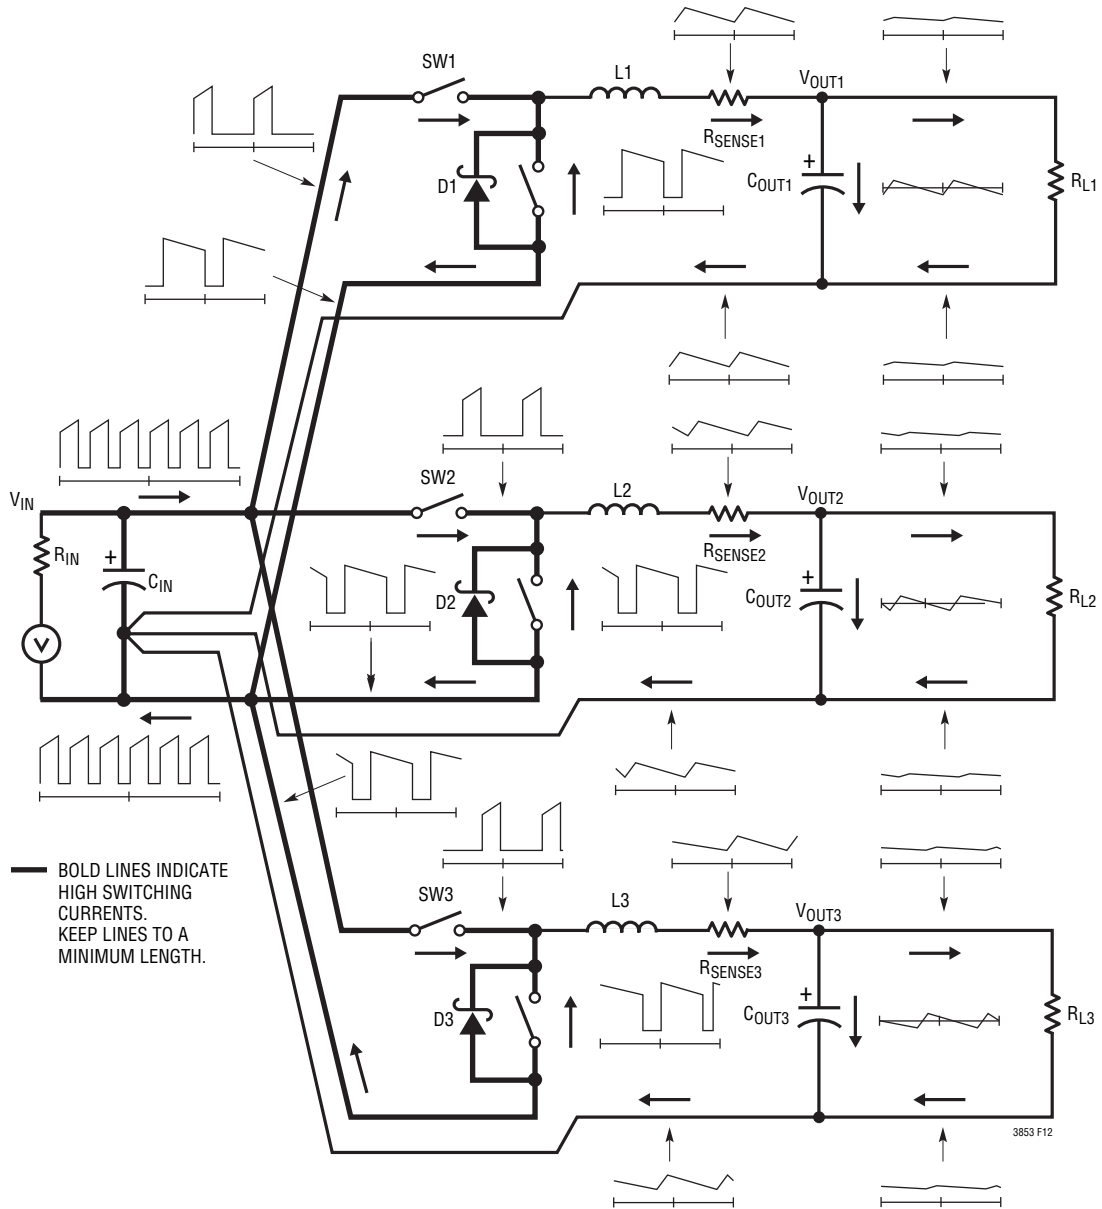 SW1
L1
VOUT1
RSENSE1
D1
COUT1
RL1
SW2
L2
VOUT2
VIN
RIN
CIN
RSENSE2
D2
COUT2
RL2
V
BOLD LINES INDICATE
HIGH SWITCHING
CURRENTS.
KEEP LINES TO A
MINIMUM LENGTH.
SW3
L3
VOUT3
RSENSE3
D3
COUT3
RL3
3853 F12